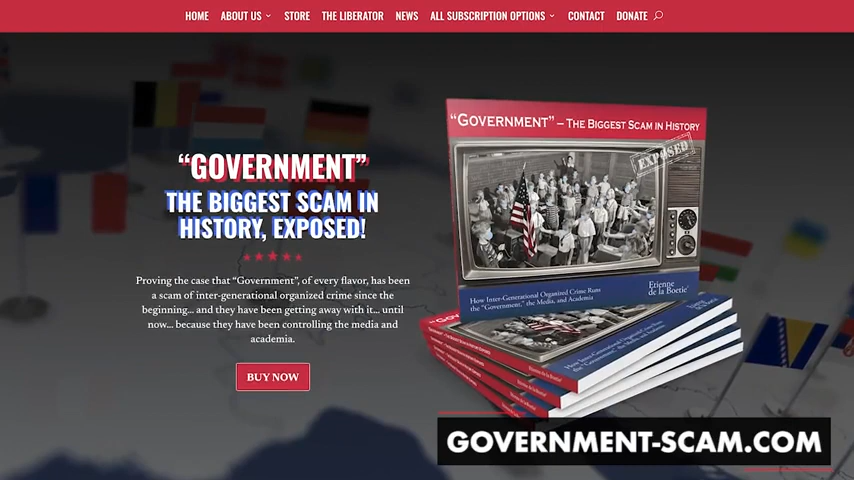 HOME ABOUT US STORE THE LIBERATOR NEWS ALL SUBSCRIPTION OPTIONS CONTACT DONATE
“GOVERNMENT”
THE BIGGEST SCAM IN
HISTORY, EXPOSED!
Proving the case that “Government”, of every flavor, has been
a scam of inter-generational organized crime since the
beginning... and they have been getting away with it... until
now... because they have been controlling the media and
academia.
BUY NOW
“GOVERNMENT” – THE BIGGEST SCAM IN HISTORY
EXPOSED
How Inter-Generational Organized Crime Runs
the “Government,” the Media, and Academia
Etienne
de la Boetie²
GOVERNMENT-SCAM.COM